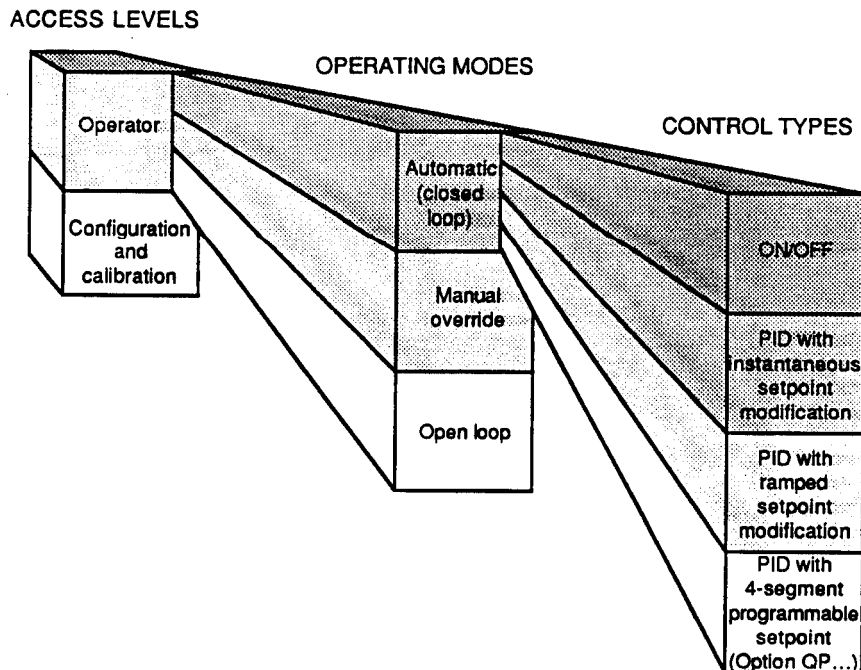 ACCESS LEVELS
OPERATING MODES
CONTROL TYPES
Operator
Configuration
and
calibration
Automatic
(closed
loop)
Manual
override
Open loop
ON/OFF
PID with
instantaneous
setpoint
modification
PID with
ramped
setpoint
modification
PID with
4-segment
programmable
setpoint
(Option QP...)